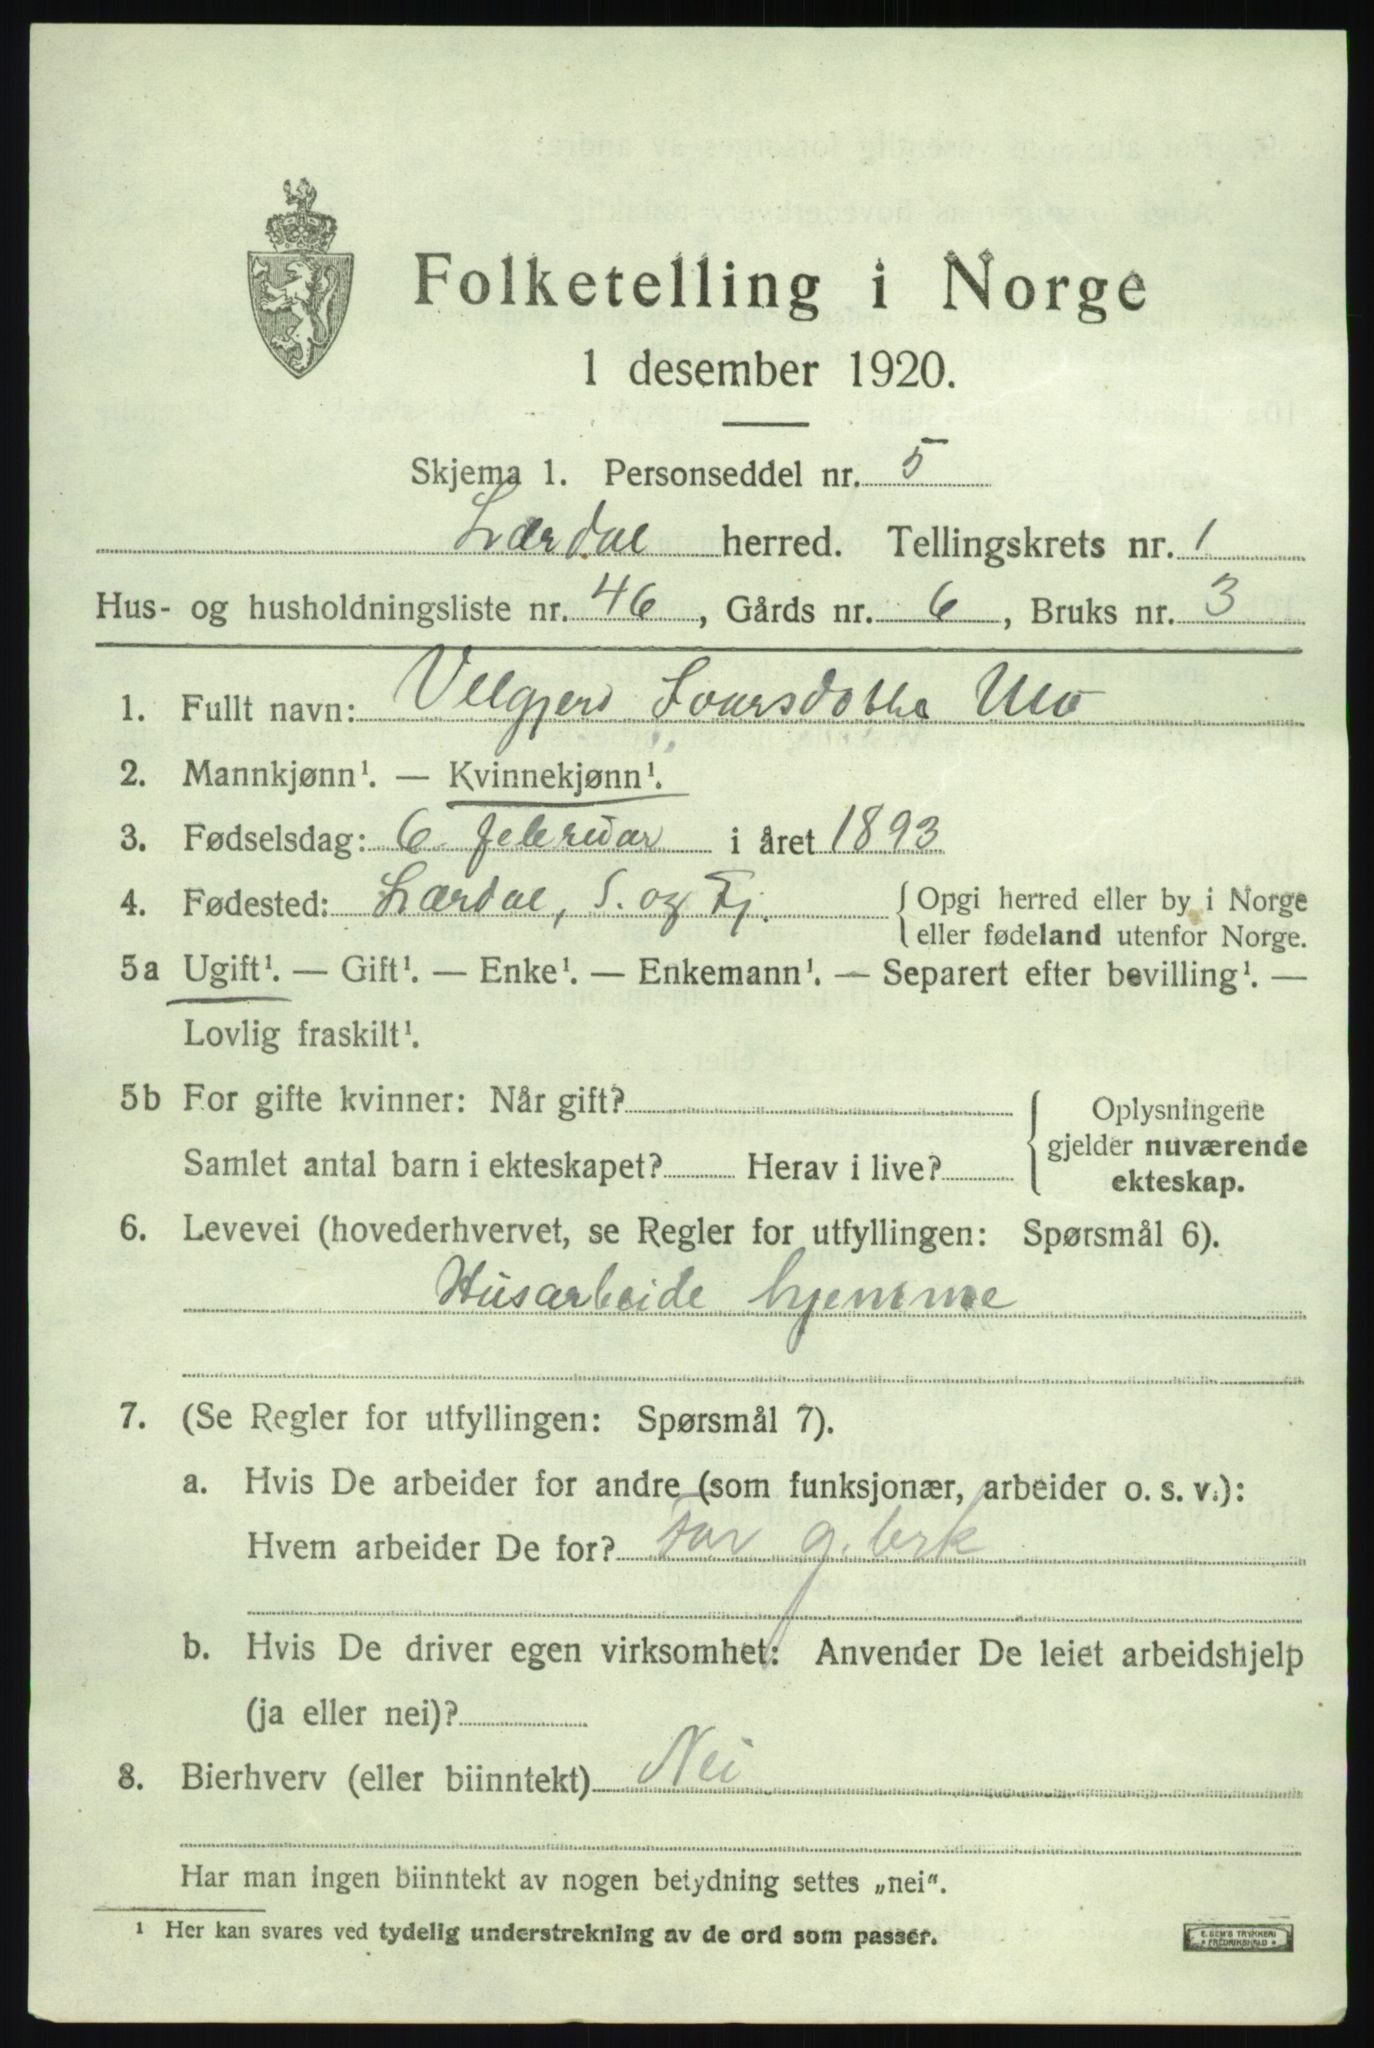 Folketelling i Norge
1 desember 1920.
Skjema 1. Personseddel nr. 5
Lærdal herred. Tellingskrets nr. 1
Hus- og husholdningsliste nr. 46, Gårds nr. 6, Bruks nr. 3
1. Fullt navn: Velgjerd
2. Mannkjønn¹. — Kvinnekjønn¹.
3. Fødselsdag: 6 februar i året 1893
4. Fødested: Lærdal, S. og Fj. Opgi herred eller by i Norge
eller fødeland utenfor Norge.
5a Ugift¹. — Gift¹. — Enke¹. — Enkemann¹. — Separert efter bevilling¹. —
Lovlig fraskilt¹.
5b For gifte kvinner: Når gift? Oplysningene
gjelder nuværende
Samlet antal barn i ekteskapet? Herav i live?
ekteskap.
6. Levevei (hovederhvervet, se Regler for utfyllingen: Spørsmål 6).
Husarbeide hjemme
7. (Se Regler for utfyllingen: Spørsmål 7).
a. Hvis De arbeider for andre (som funksjonær, arbeider o. s. v.):
Hvem arbeider De for? Far g. brk
b. Hvis De driver egen virksomhet: Anvender De leiet arbeidshjelp
(ja eller nei)?
8. Bierhverv (eller biinntekt) Nei
Har man ingen biinntekt av nogen betydning settes „nei“.
¹ Her kan svares ved tydelig understrekning av de ord som passer.
E. SEM'S TRYKKERI
FREDRIKSHALD